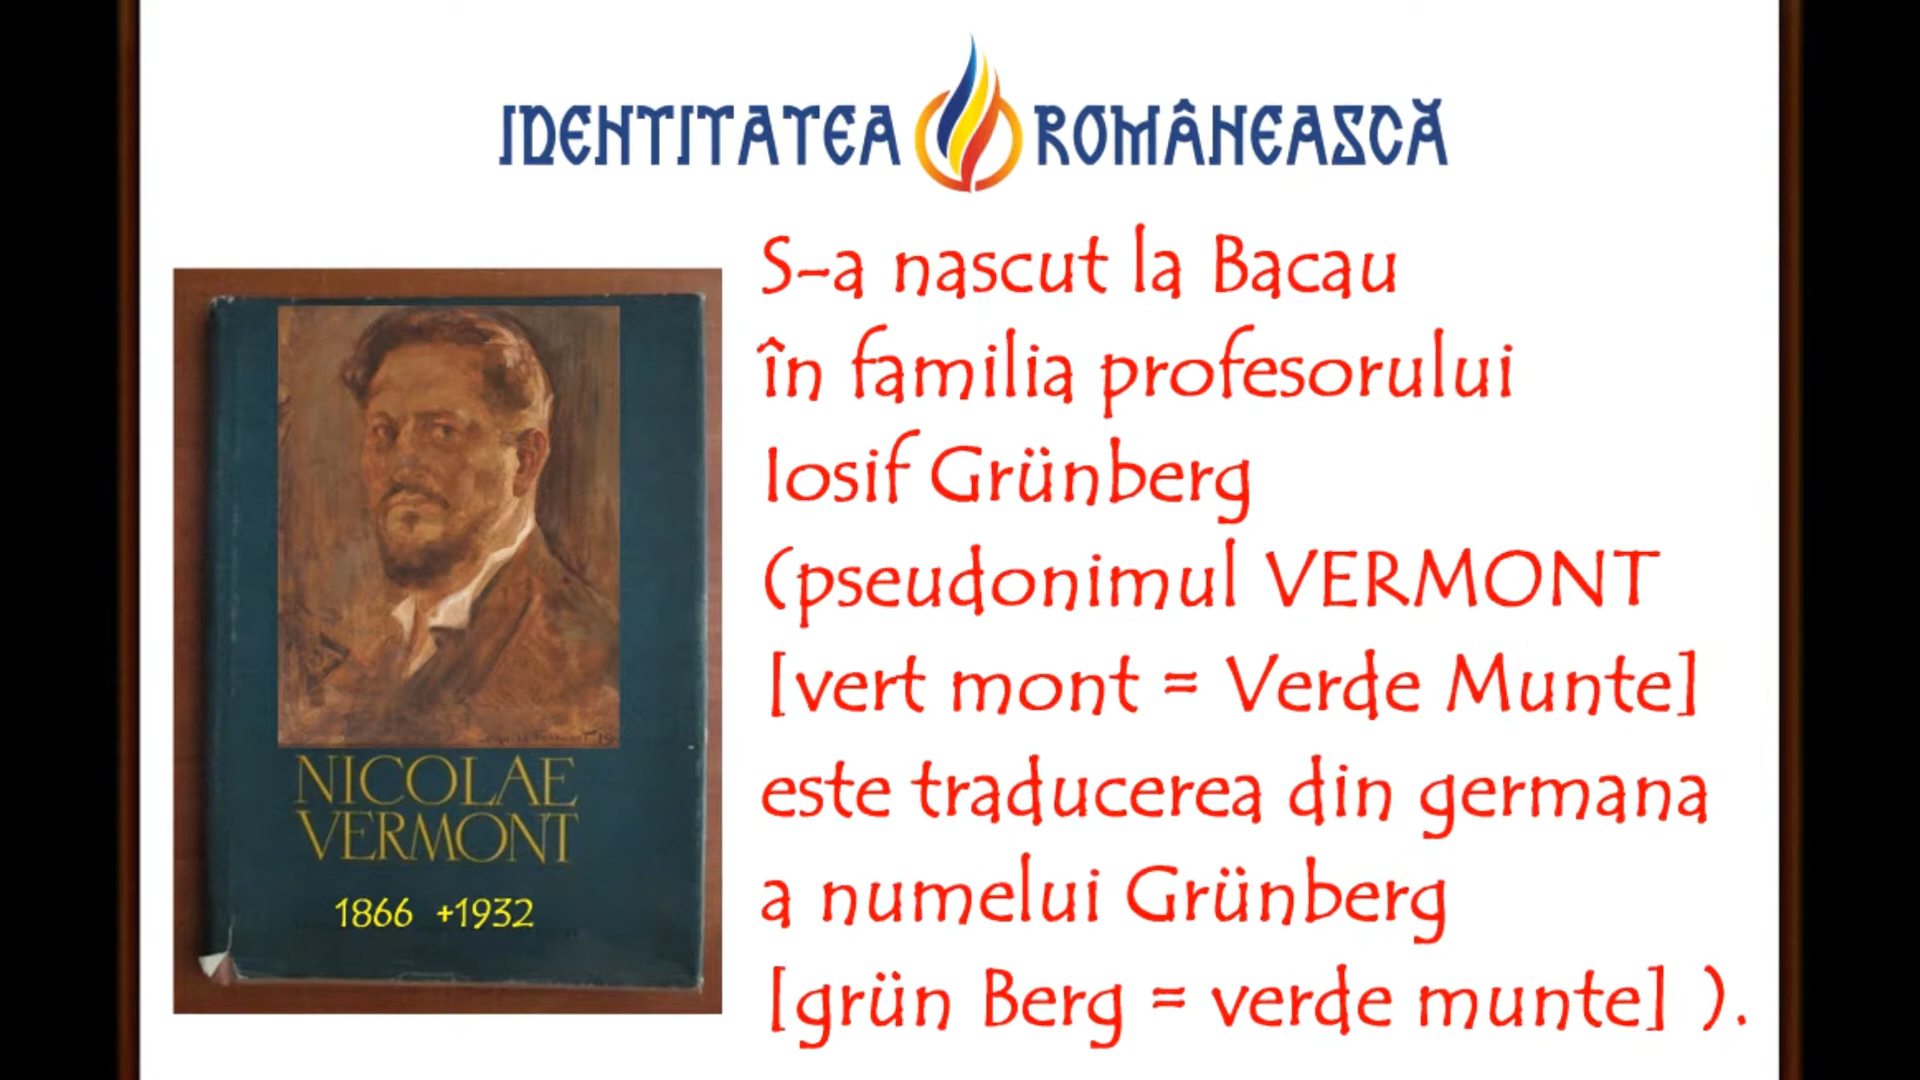 IDENTITATEA ROMÂNEASCĂ
S-a nascut la Bacau
în familia profesorului
Iosif Grünberg
(pseudonimul VERMONT
[vert mont = Verde Munte]
este traducerea din germana
a numelui Grünberg
[grün Berg = verde munte] ).
NICOLAE
VERMONT
1866 +1932